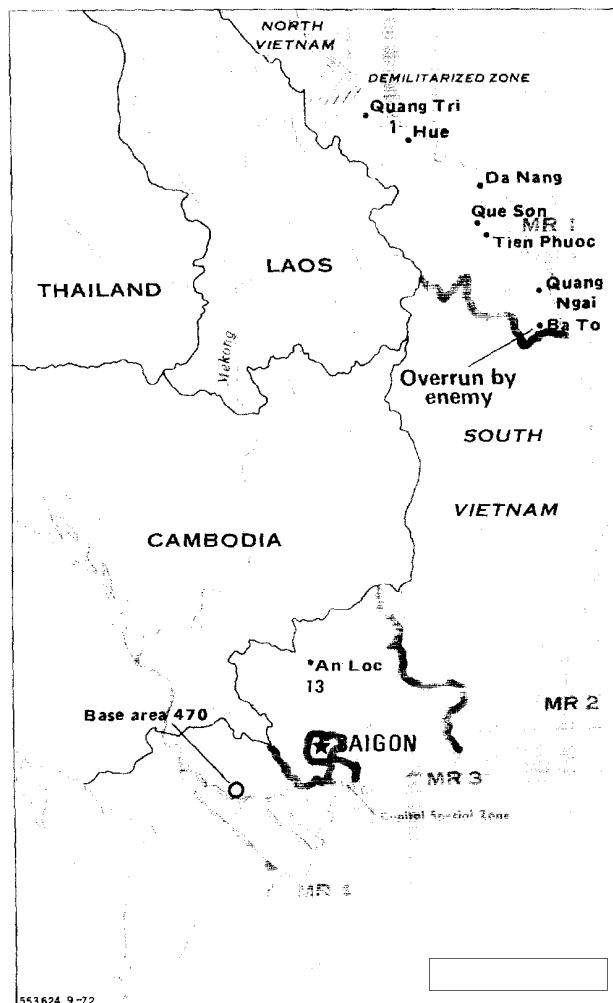 NORTH
VIETNAM
DEMILITARIZED ZONE
Quang Tri
1
Hue
Da Nang
Que Son
MR 1
Tien Phuoc
LAOS
THAILAND
Quang
Ngai
Mekong
Ba To
Overrun by
enemy
SOUTH
VIETNAM
CAMBODIA
An Loc
13
MR 2
Base area 470
SAIGON
MR 3
Capital Special Zone
MR 4
553624 9-72